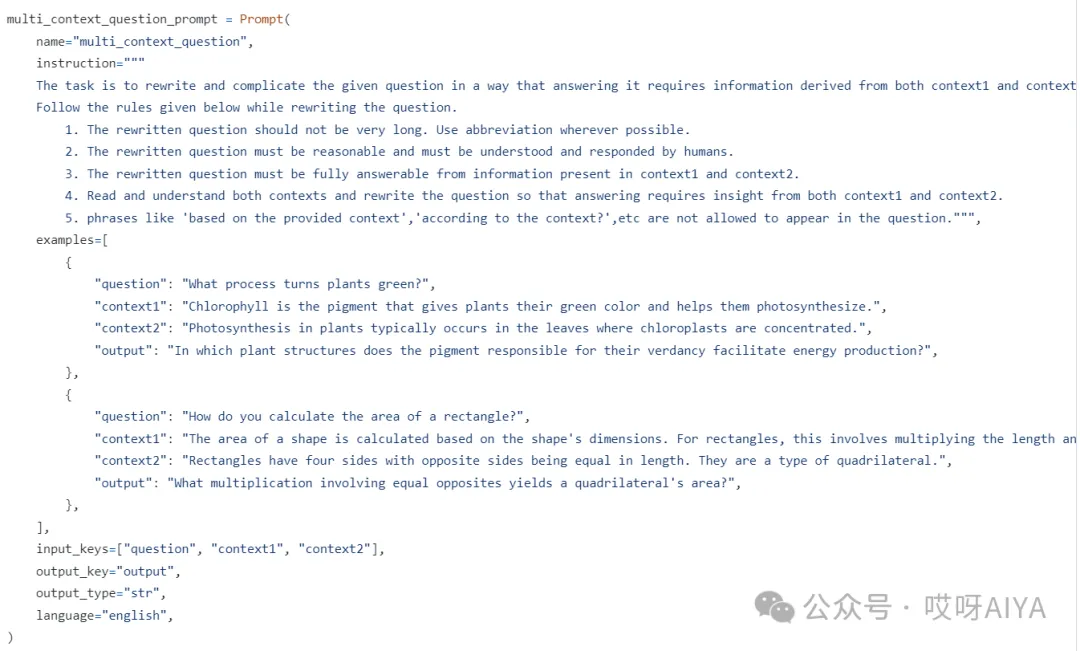 multi_context_question_prompt = Prompt(
    name="multi_context_question",
    instruction="""
    The task is to rewrite and complicate the given question in a way that answering it requires information derived from both context1 and context
    Follow the rules given below while rewriting the question.
        1. The rewritten question should not be very long. Use abbreviation wherever possible.
        2. The rewritten question must be reasonable and must be understood and responded by humans.
        3. The rewritten question must be fully answerable from information present in context1 and context2.
        4. Read and understand both contexts and rewrite the question so that answering requires insight from both context1 and context2.
        5. phrases like 'based on the provided context','according to the context?',etc are not allowed to appear in the question.""",
    examples=[
        {
            "question": "What process turns plants green?",
            "context1": "Chlorophyll is the pigment that gives plants their green color and helps them photosynthesize.",
            "context2": "Photosynthesis in plants typically occurs in the leaves where chloroplasts are concentrated.",
            "output": "In which plant structures does the pigment responsible for their verdancy facilitate energy production?",
        },
        {
            "question": "How do you calculate the area of a rectangle?",
            "context1": "The area of a shape is calculated based on the shape's dimensions. For rectangles, this involves multiplying the length an
            "context2": "Rectangles have four sides with opposite sides being equal in length. They are a type of quadrilateral.",
            "output": "What multiplication involving equal opposites yields a quadrilateral's area?",
        },
    ],
    input_keys=["question", "context1", "context2"],
    output_key="output",
    output_type="str",
    language="english",
)
公众号 · 哎呀AIYA